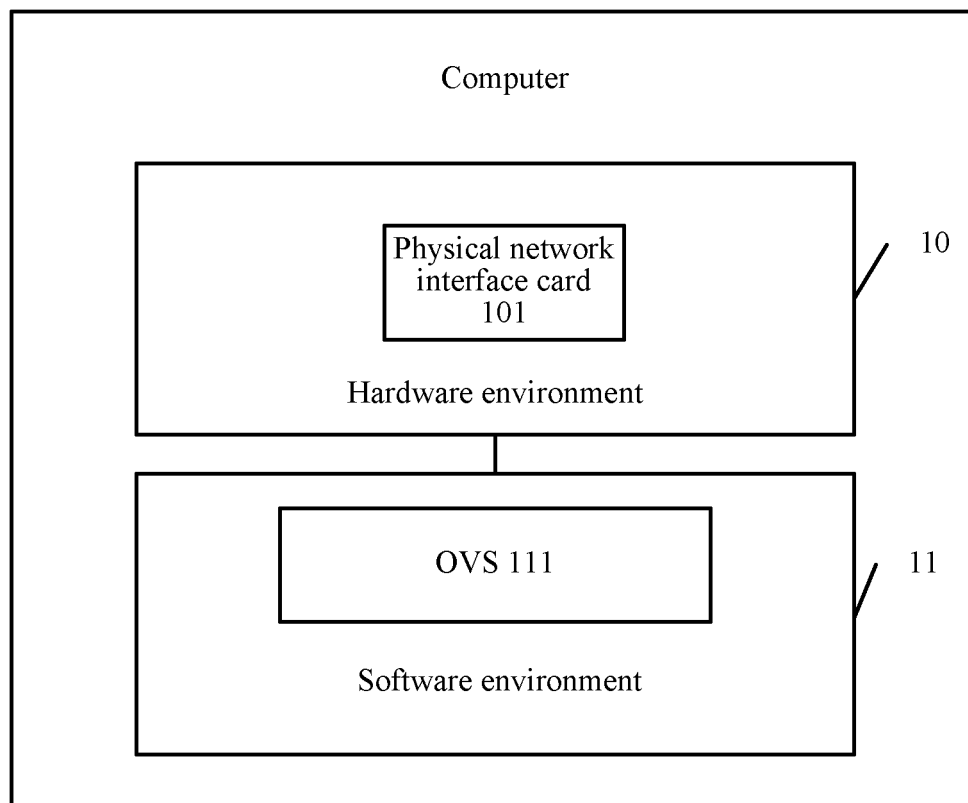 Computer
Physical network
interface card
101
10
Hardware environment
OVS 111
11
Software environment